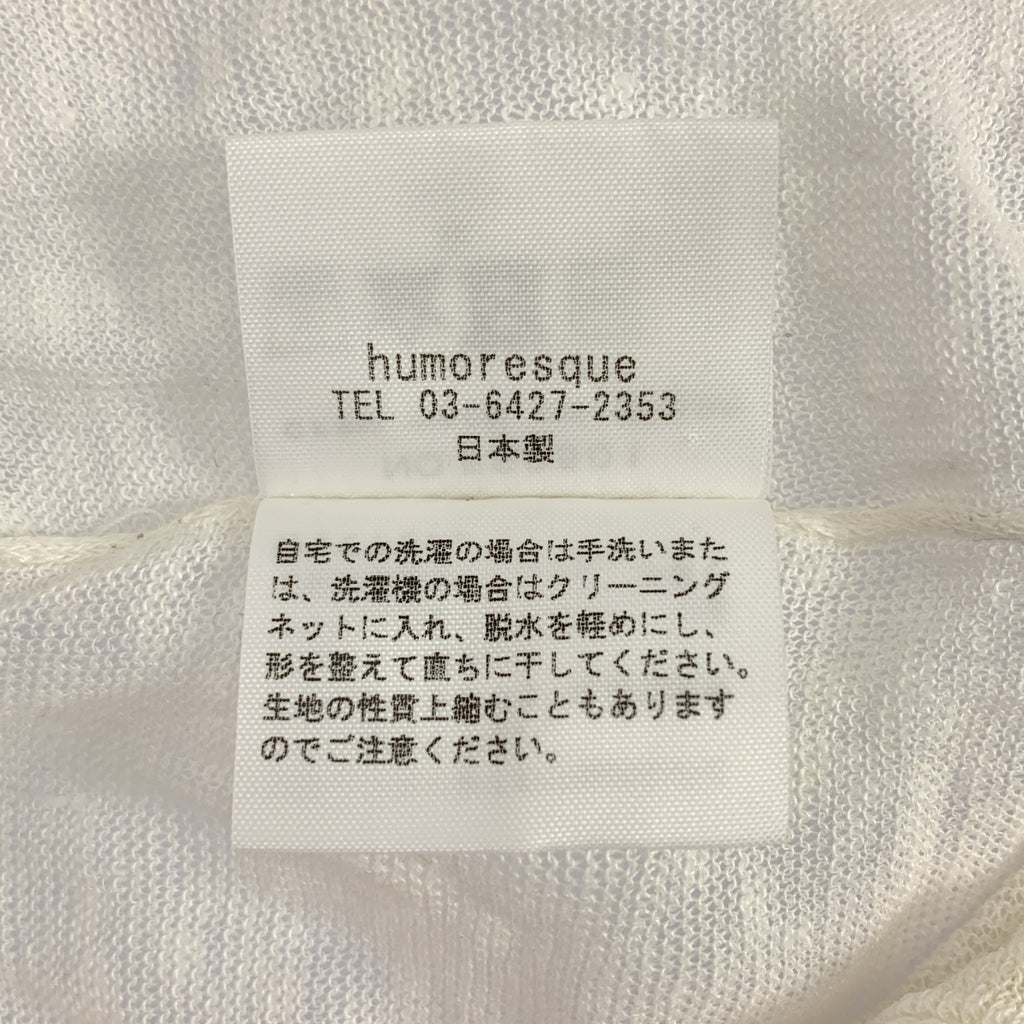 humoresque
TEL 03-6427-2353
日本製
自宅での洗濯の場合は手洗いまた
は、洗濯機の場合はクリーニング
ネットに入れ、脱水を軽めにし、
形を整えて直ちに干してください。
生地の性質上縮むこともあります
のでご注意ください。